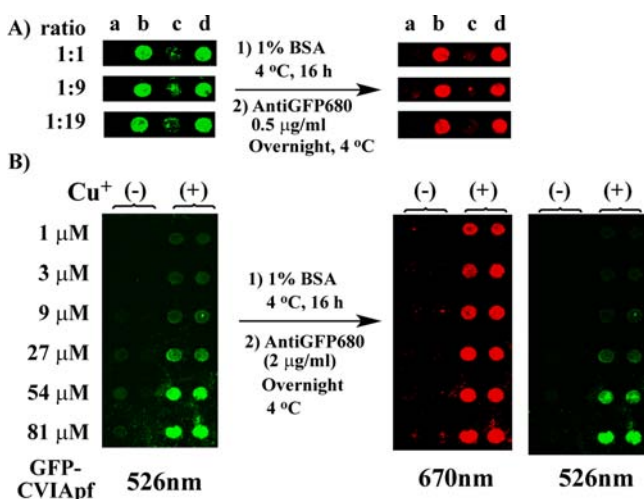 A) ratio a b c d a b c d
1:1
1:9
1:19
1) 1% BSA
4 °C, 16 h
2) AntiGFP680
0.5 μg/ml
Overnight, 4 °C
B)
Cu+ (-) (+) (-) (+) (-) (+)
1 μM
3 μM
9 μM
27 μM
54 μM
81 μM
1) 1% BSA
4 °C, 16 h
2) AntiGFP680
(2 μg/ml)
Overnight
4 °C
GFP-
CVIApf
526nm 670nm 526nm